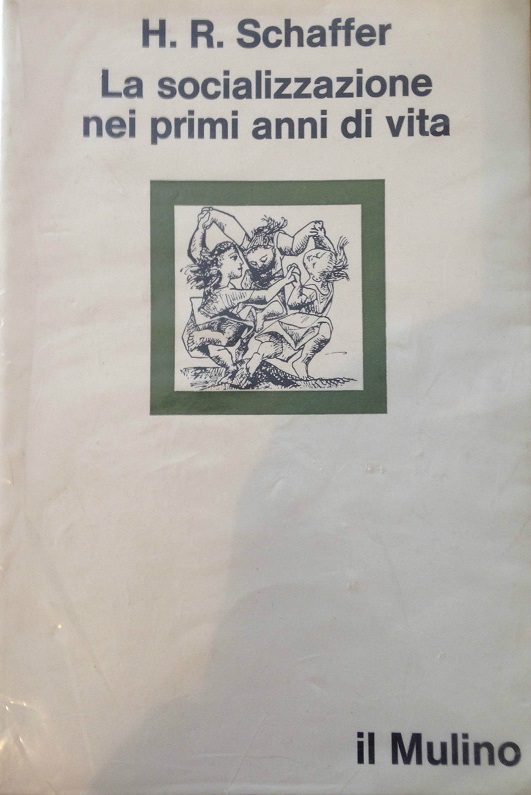 H. R. Schaffer
La socializzazione
nei primi anni di vita
il Mulino